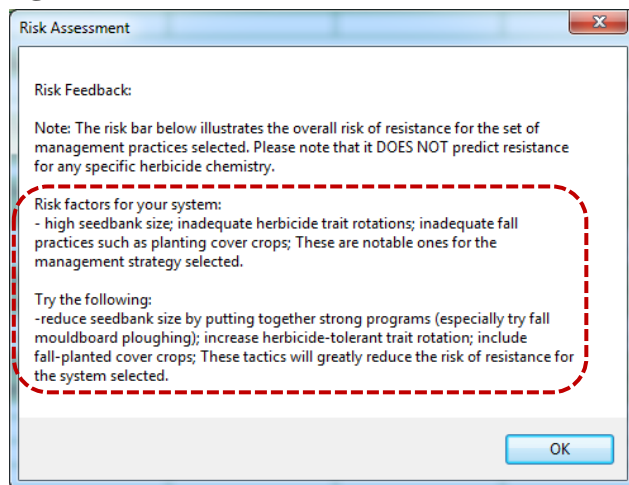 Risk Assessment
Risk Feedback:
Note: The risk bar below illustrates the overall risk of resistance for the set of
management practices selected. Please note that it DOES NOT predict resistance
for any specific herbicide chemistry.
Risk factors for your system:
- high seedbank size; inadequate herbicide trait rotations; inadequate fall
practices such as planting cover crops; These are notable ones for the
management strategy selected.
Try the following:
-reduce seedbank size by putting together strong programs (especially try fall
mouldboard ploughing); increase herbicide-tolerant trait rotation; include
fall-planted cover crops; These tactics will greatly reduce the risk of resistance for
the system selected.
OK